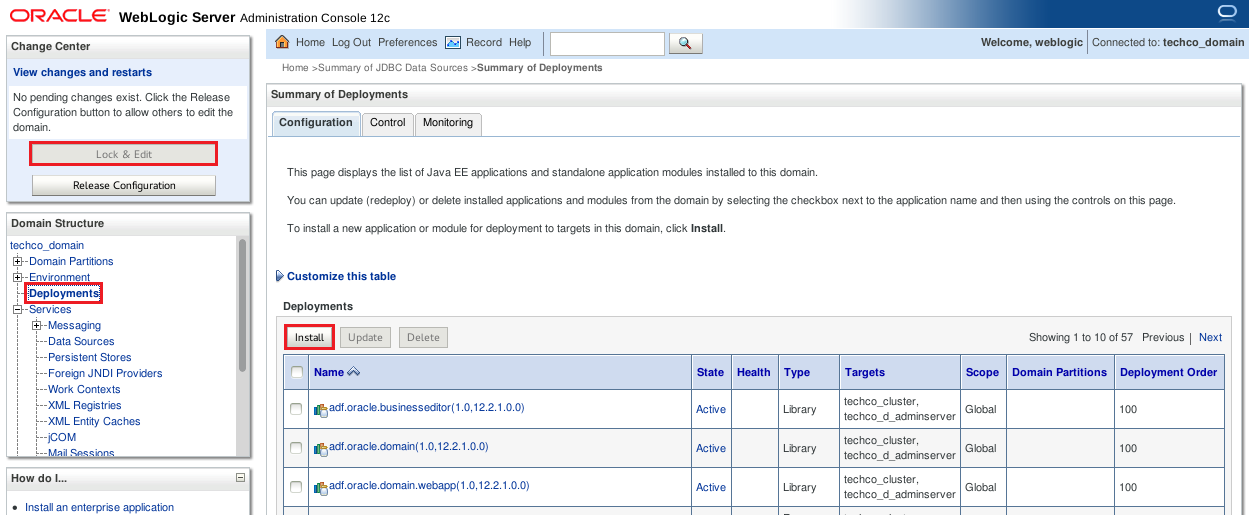 ORACLE WebLogic Server Administration Console 12c
Change Center
View changes and restarts
No pending changes exist. Click the Release
Configuration button to allow others to edit the
domain.
Lock & Edit
Release Configuration
Domain Structure
techco_domain
Domain Partitions
Environment
Deployments
Services
Messaging
Data Sources
Persistent Stores
Foreign JNDI Providers
Work Contexts
XML Registries
XML Entity Caches
jCOM
Mail Sessions
How do I...
Install an enterprise application
Home Log Out Preferences Record Help
Welcome, weblogic Connected to: techco_domain
Home >Summary of JDBC Data Sources >Summary of Deployments
Summary of Deployments
Configuration Control Monitoring
This page displays the list of Java EE applications and standalone application modules installed to this domain.
You can update (redeploy) or delete installed applications and modules from the domain by selecting the checkbox next to the application name and then using the controls on this page.
To install a new application or module for deployment to targets in this domain, click Install.
Customize this table
Deployments
Install Update Delete Showing 1 to 10 of 57 Previous | Next
Name State Health Type Targets Scope Domain Partitions Deployment Order
adf.oracle.businesseditor(1.0,12.2.1.0.0) Active Library techco_cluster, techco_d_adminserver Global 100
adf.oracle.domain(1.0,12.2.1.0.0) Active Library techco_cluster, techco_d_adminserver Global 100
adf.oracle.domain.webapp(1.0,12.2.1.0.0) Active Library techco_cluster, techco_d_adminserver Global 100